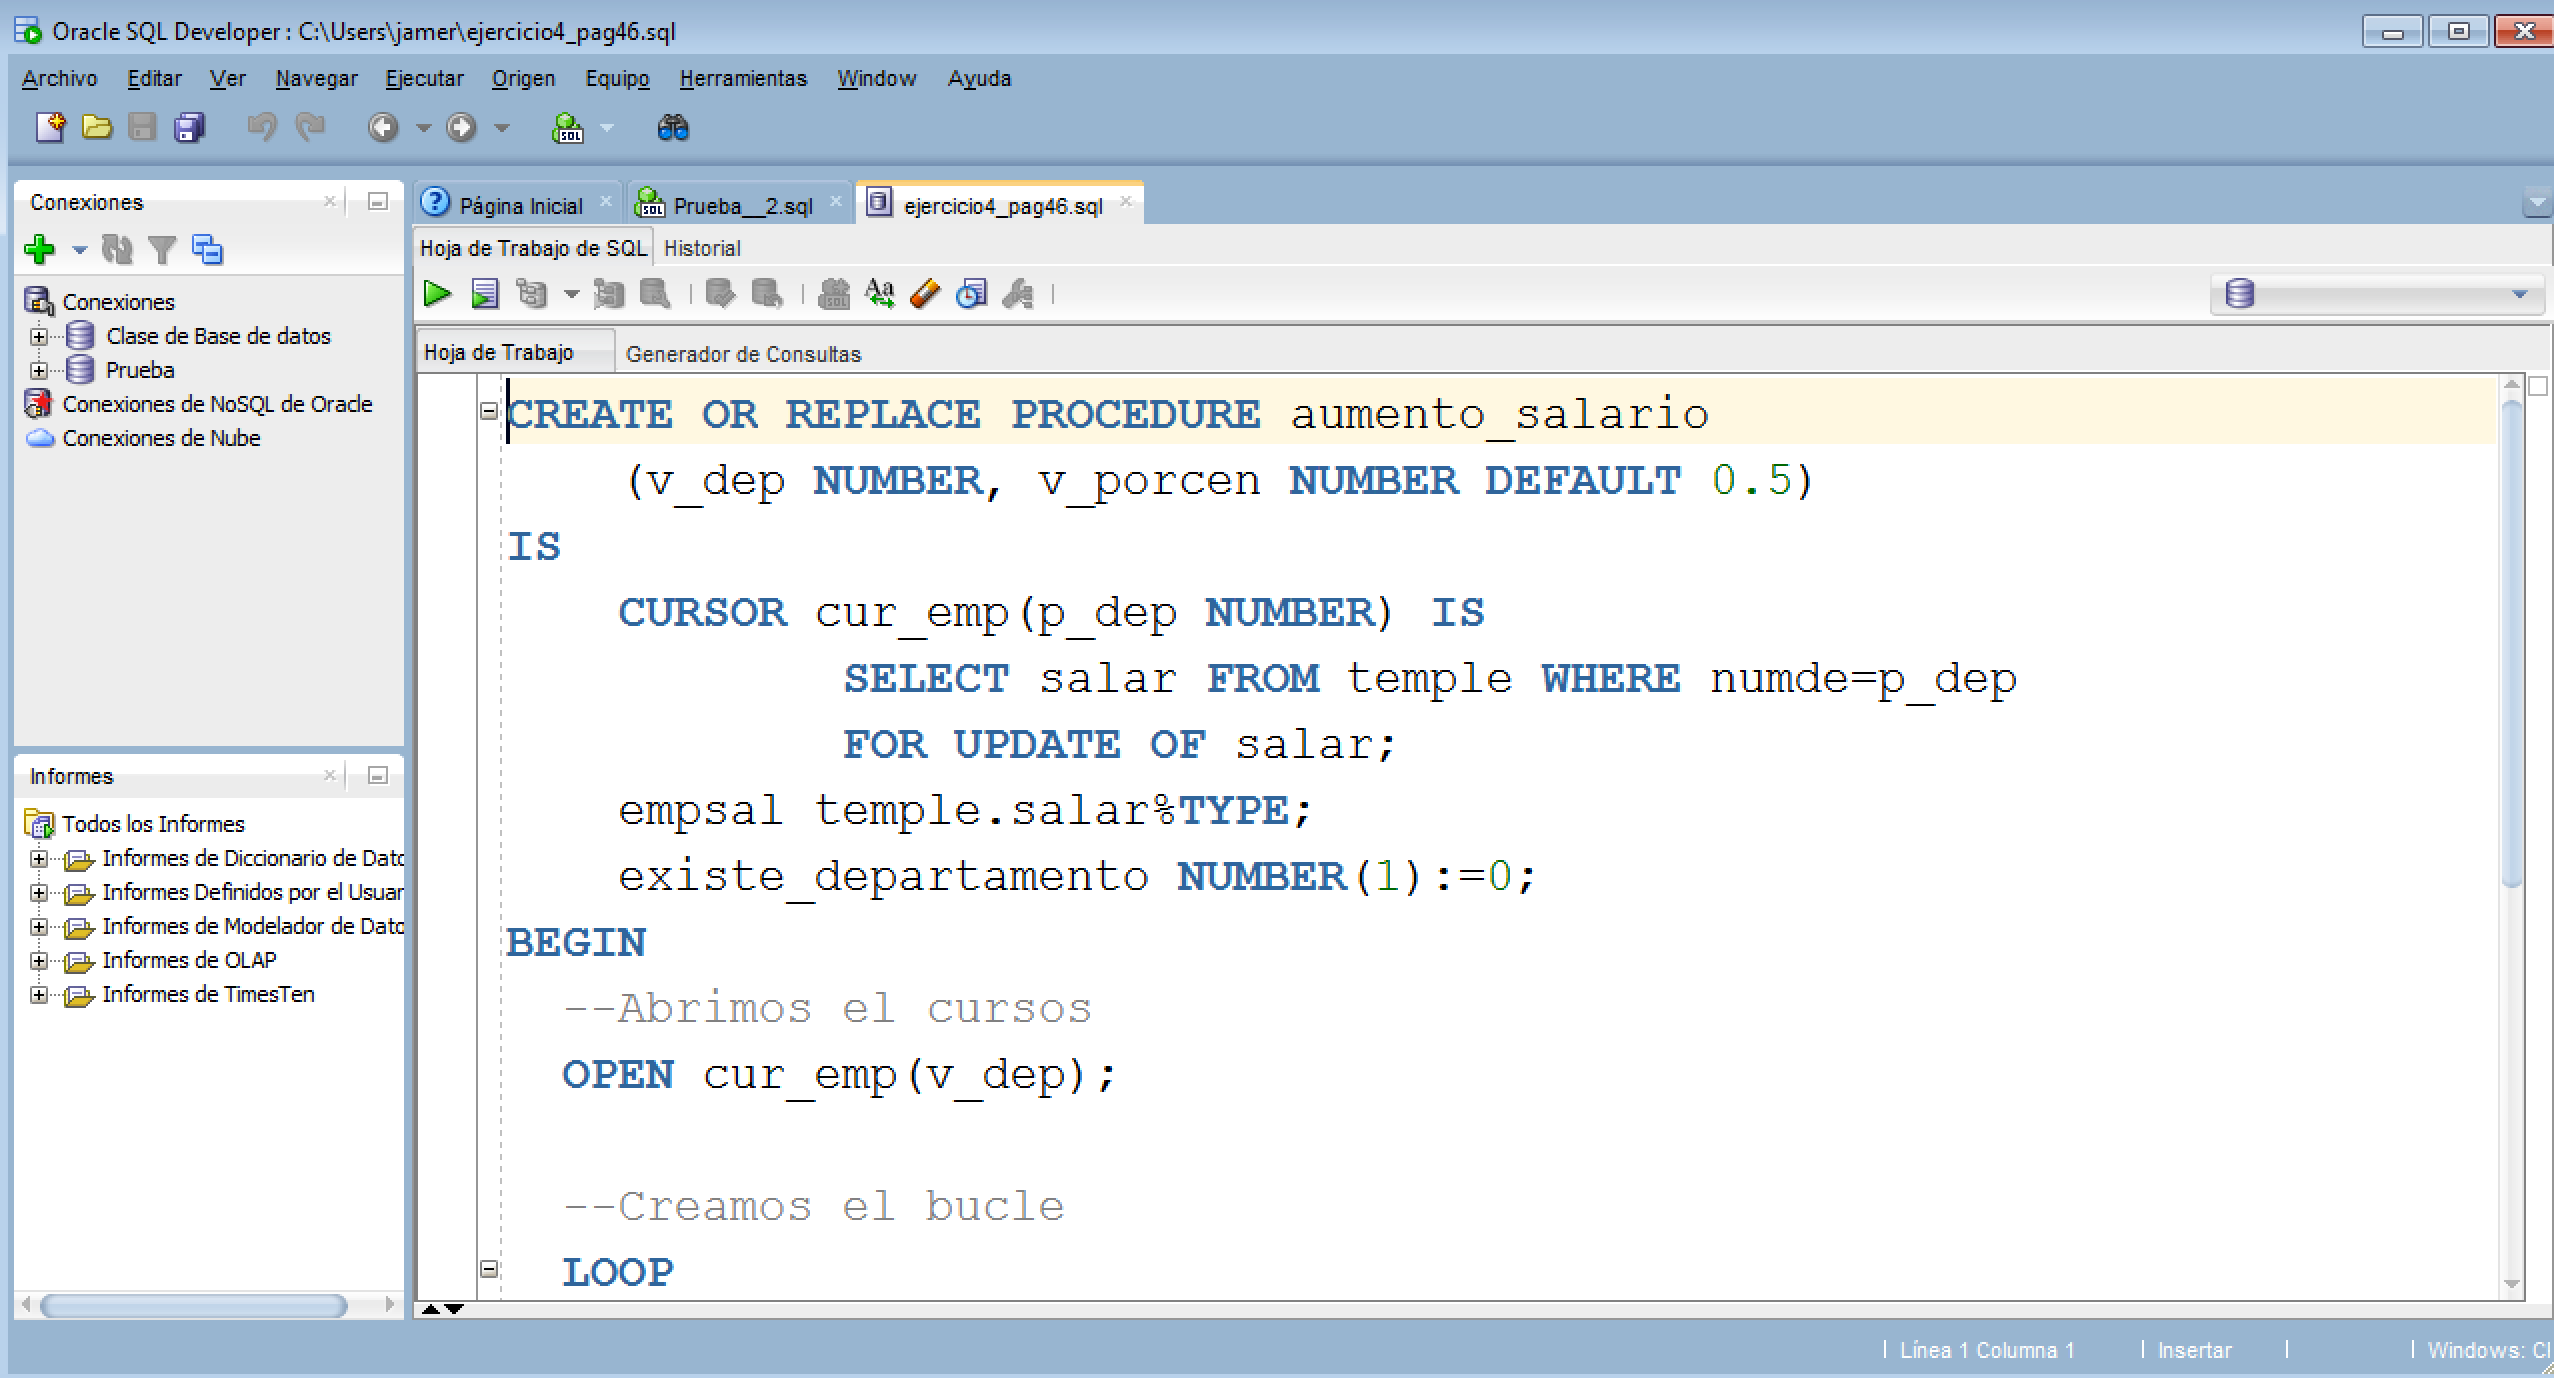 Oracle SQL Developer : C:\Users\jamer\ejercicio4_pag46.sql
Archivo Editar Ver Navegar Ejecutar Origen Equipo Herramientas Window Ayuda
Conexiones
Conexiones
Clase de Base de datos
Prueba
Conexiones de NoSQL de Oracle
Conexiones de Nube
Informes
Todos los Informes
Informes de Diccionario de Datc
Informes Definidos por el Usuar
Informes de Modelador de Datc
Informes de OLAP
Informes de TimesTen
Página Inicial Prueba__2.sql ejercicio4_pag46.sql
Hoja de Trabajo de SQL Historial
Hoja de Trabajo Generador de Consultas
CREATE OR REPLACE PROCEDURE aumento_salario
(v_dep NUMBER, v_porcen NUMBER DEFAULT 0.5)
IS
CURSOR cur_emp(p_dep NUMBER) IS
SELECT salar FROM temple WHERE numde=p_dep
FOR UPDATE OF salar;
empsal temple.salar%TYPE;
existe_departamento NUMBER(1):=0;
BEGIN
--Abrimos el cursos
OPEN cur_emp(v_dep);
--Creamos el bucle
LOOP
Línea 1 Columna 1 Insertar Windows: Cl